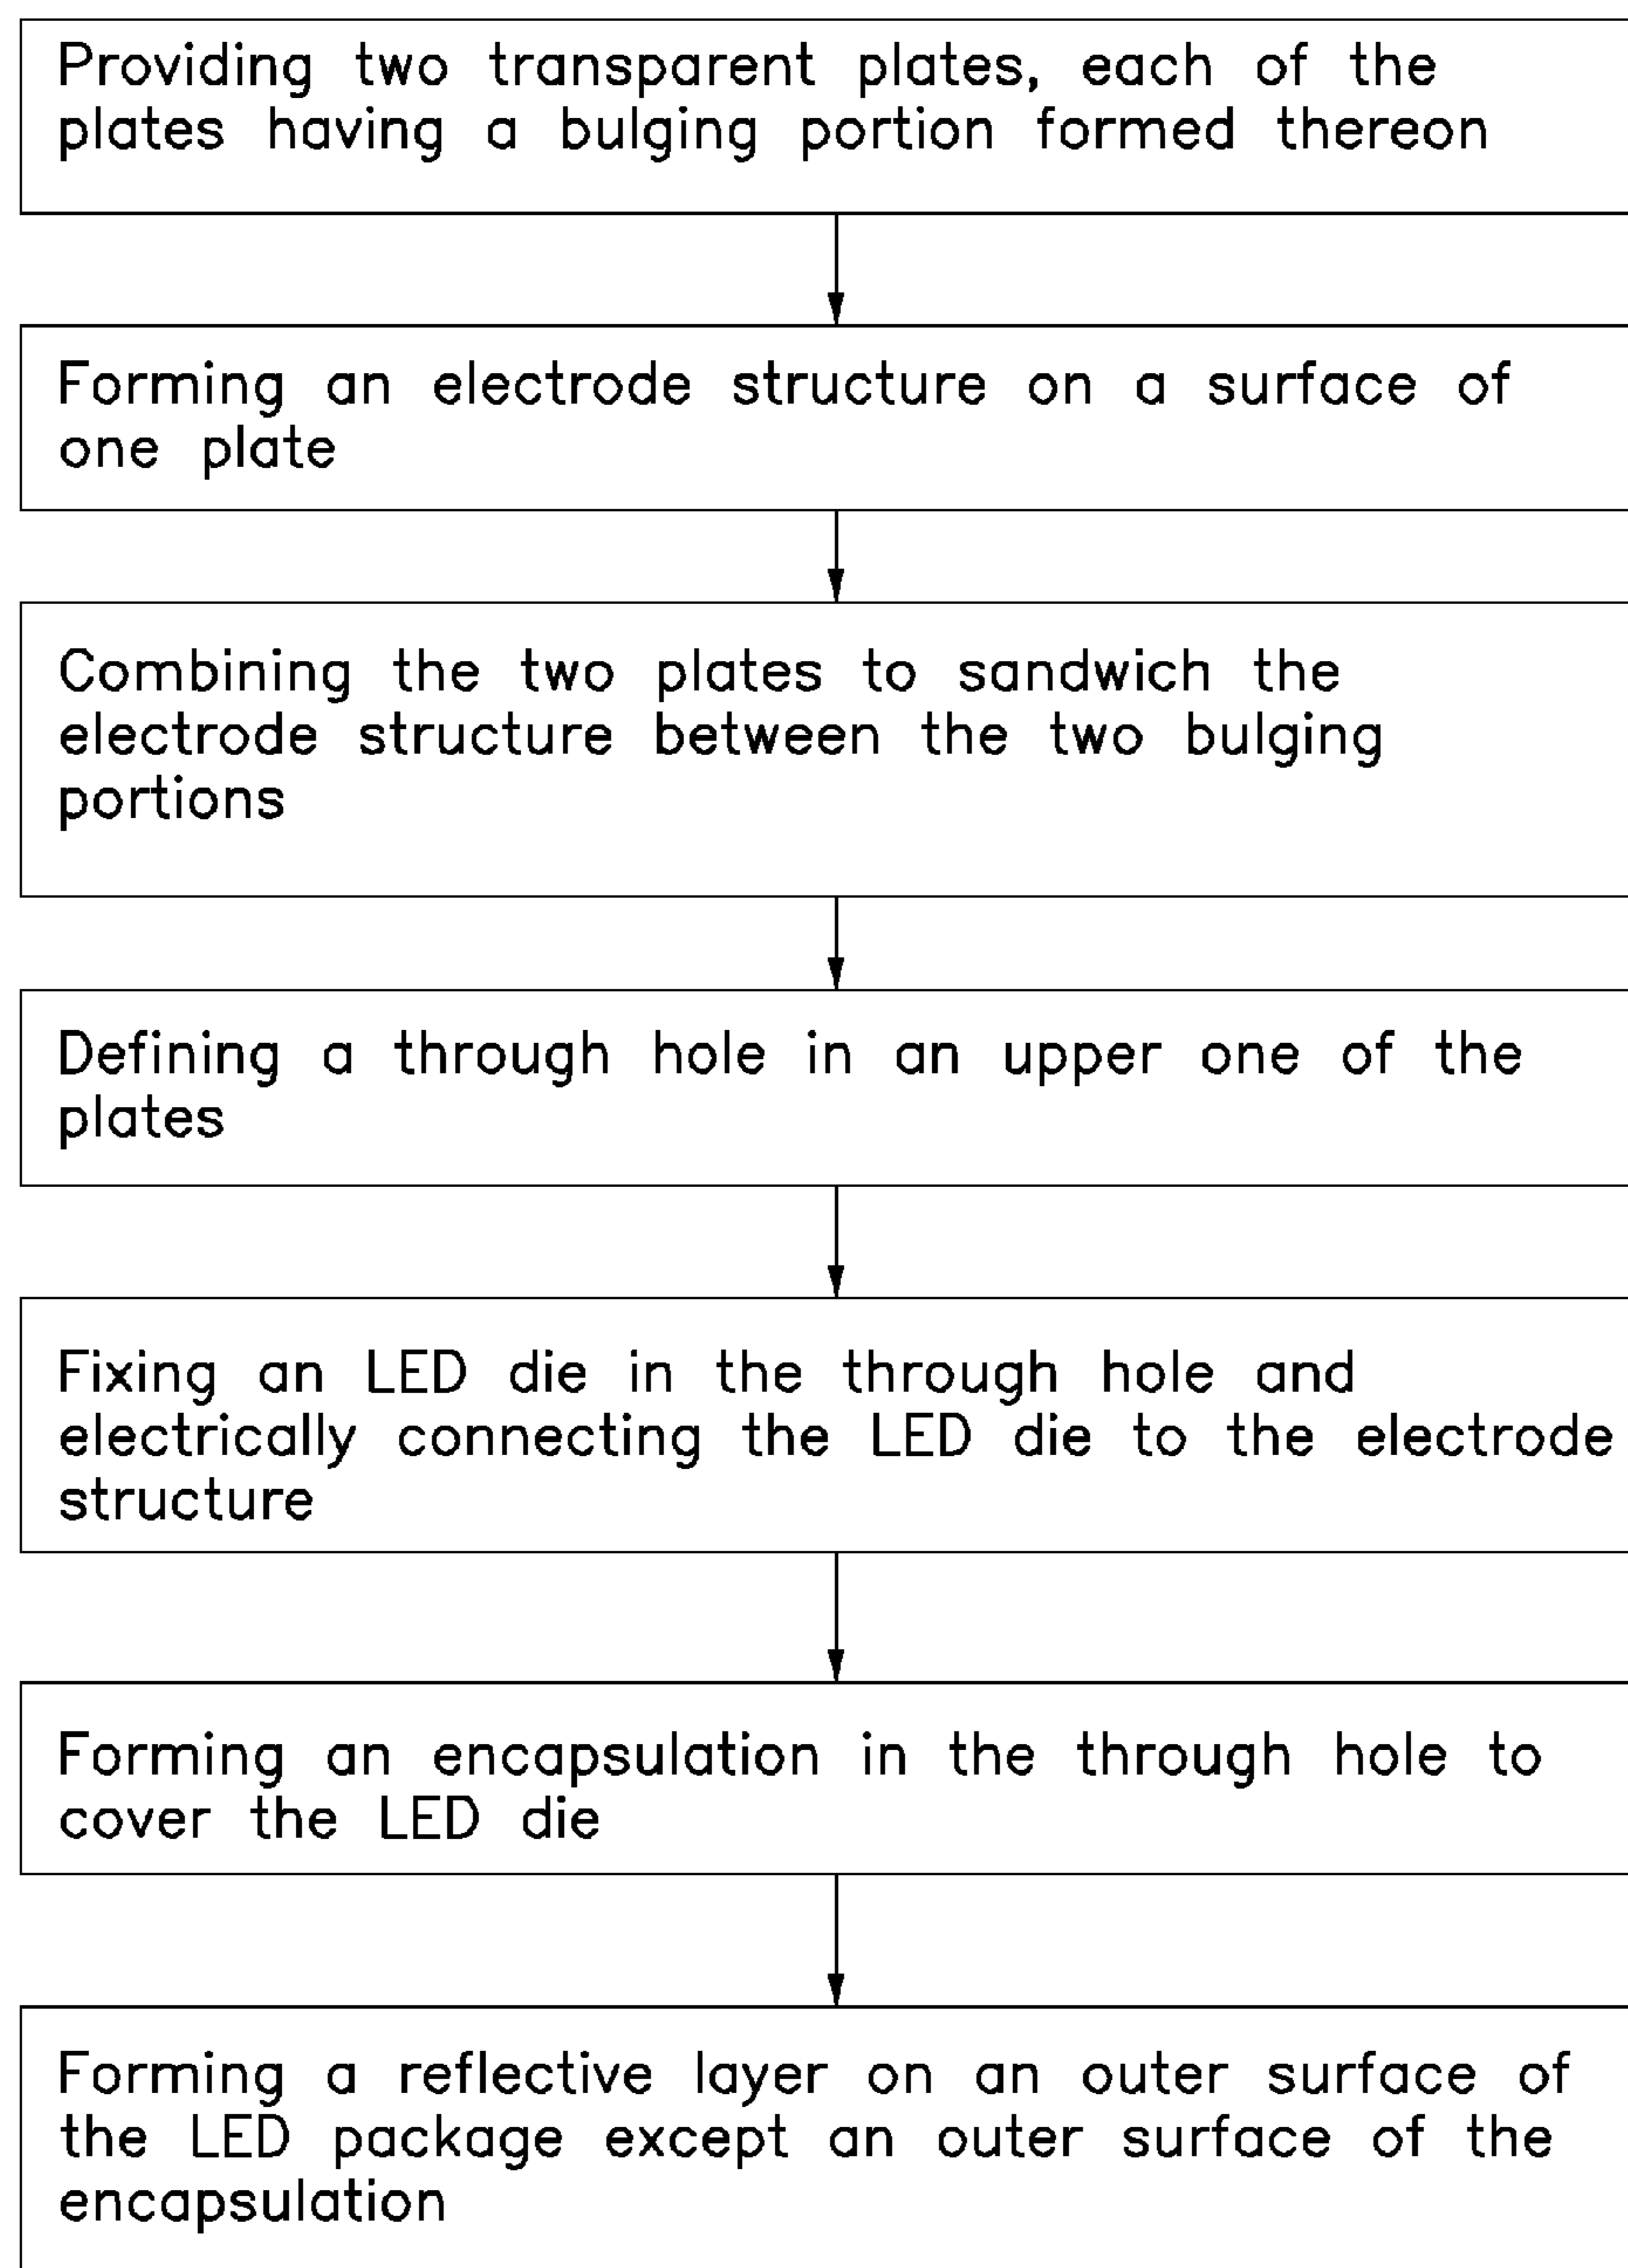 Providing two transparent plates, each of the
plates having a bulging portion formed thereon
Forming an electrode structure on a surface of
one plate
Combining the two plates to sandwich the
electrode structure between the two bulging
portions
Defining a through hole in an upper one of the
plates
Fixing an LED die in the through hole and
electrically connecting the LED die to the electrode
structure
Forming an encapsulation in the through hole to
cover the LED die
Forming a reflective layer on an outer surface of
the LED package except an outer surface of the
encapsulation